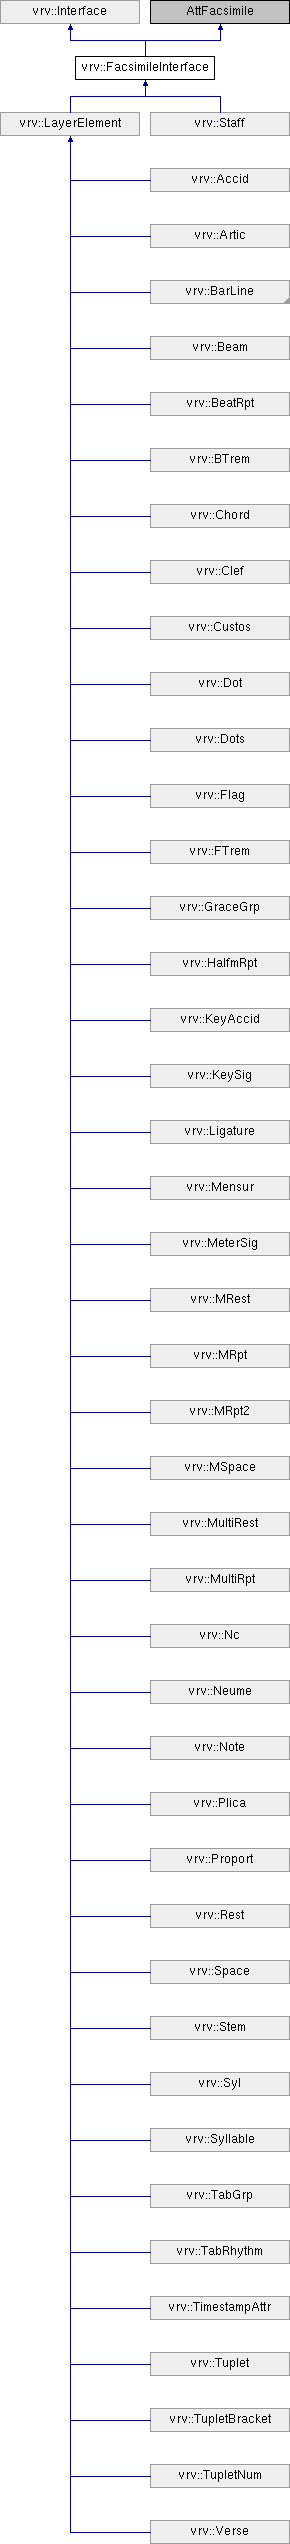 vrv::Interface
AttFacsimile
vrv::FacsimileInterface
vrv::LayerElement
vrv::Staff
vrv::Accid
vrv::Artic
vrv::BarLine
vrv::Beam
vrv::BeatRpt
vrv::BTrem
vrv::Chord
vrv::Clef
vrv::Custos
vrv::Dot
vrv::Dots
vrv::Flag
vrv::FTrem
vrv::GraceGrp
vrv::HalfmRpt
vrv::KeyAccid
vrv::KeySig
vrv::Ligature
vrv::Mensur
vrv::MeterSig
vrv::MRest
vrv::MRpt
vrv::MRpt2
vrv::MSpace
vrv::MultiRest
vrv::MultiRpt
vrv::Nc
vrv::Neume
vrv::Note
vrv::Plica
vrv::Proport
vrv::Rest
vrv::Space
vrv::Stem
vrv::Syl
vrv::Syllable
vrv::TabGrp
vrv::TabRhythm
vrv::TimestampAttr
vrv::Tuplet
vrv::TupletBracket
vrv::TupletNum
vrv::Verse